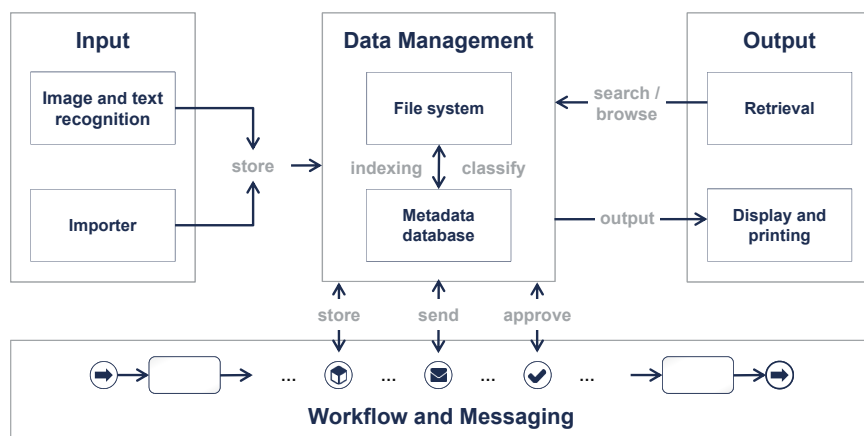 Input
Image and text
recognition
Importer
store
Data Management
File system
indexing
classify
Metadata
database
Output
search /
browse
Retrieval
output
Display and
printing
store
send
approve
...
...
...
...
Workflow and Messaging